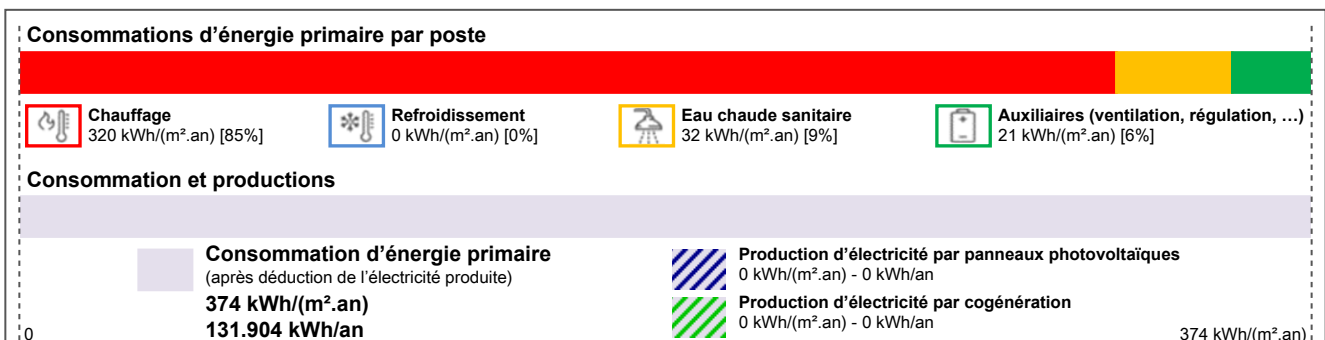 Consommations d'énergie primaire par poste
Chauffage
320 kWh/(m².an) [85%]
Refroidissement
0 kWh/(m².an) [0%]
Eau chaude sanitaire
32 kWh/(m².an) [9%]
Auxiliaires (ventilation, régulation, …)
21 kWh/(m².an) [6%]
Consommation et productions
Consommation d'énergie primaire
(après déduction de l'électricité produite)
374 kWh/(m².an)
131.904 kWh/an
Production d'électricité par panneaux photovoltaïques
0 kWh/(m².an) - 0 kWh/an
Production d'électricité par cogénération
0 kWh/(m².an) - 0 kWh/an
0
374 kWh/(m².an)